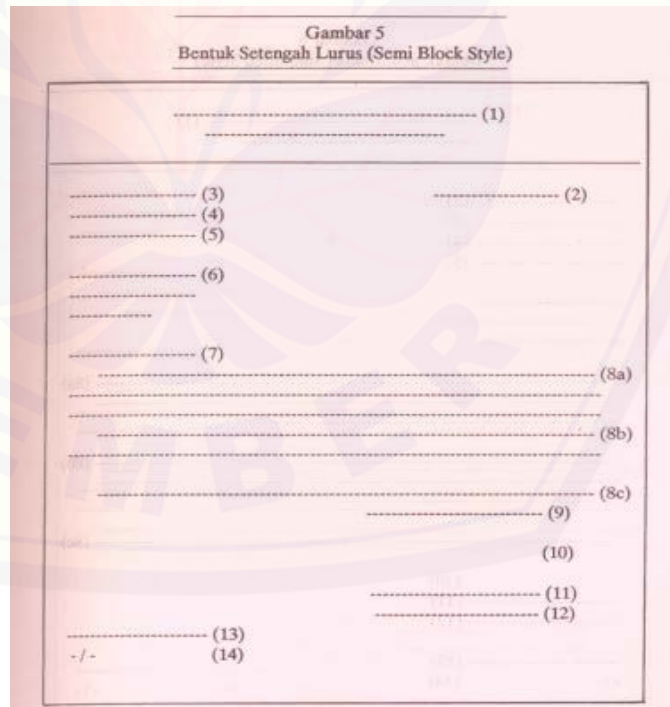 Gambar 5
Bentuk Setengah Lurus (Semi Block Style)
---------------------------------------- (1)
--------------------------------
----------------- (3) ----------------- (2)
----------------- (4)
----------------- (5)
----------------- (6)
-----------------
-----------
----------------- (7)
------------------------------------------------------------------ (8a)
----------------------------------------------------------------------
----------------------------------------------------------------------
------------------------------------------------------------------ (8b)
----------------------------------------------------------------------
------------------------------------------------------------------ (8c)
----------------------- (9)
(10)
---------------------- (11)
---------------------- (12)
------------------- (13)
-/- (14)
EMBER